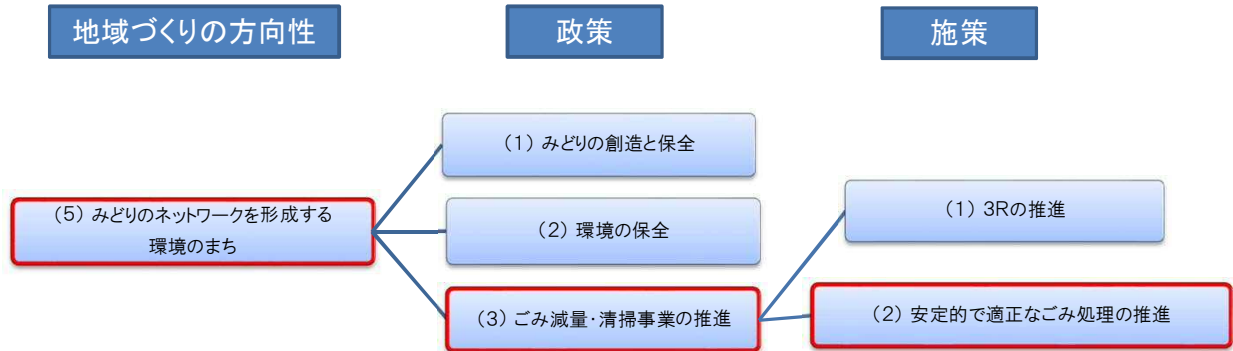 地域づくりの方向性
政策
施策
(1) みどりの創造と保全
(5) みどりのネットワークを形成する
環境のまち
(2) 環境の保全
(1) 3Rの推進
(3) ごみ減量・清掃事業の推進
(2) 安定的で適正なごみ処理の推進